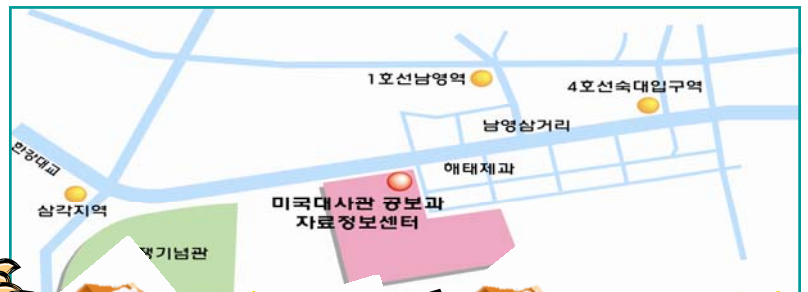 1호선남영역
4호선숙대입구역
남영삼거리
한강대교
해태제과
삼각지역
미국대사관 공보과
자료정보센터
쟁기념관